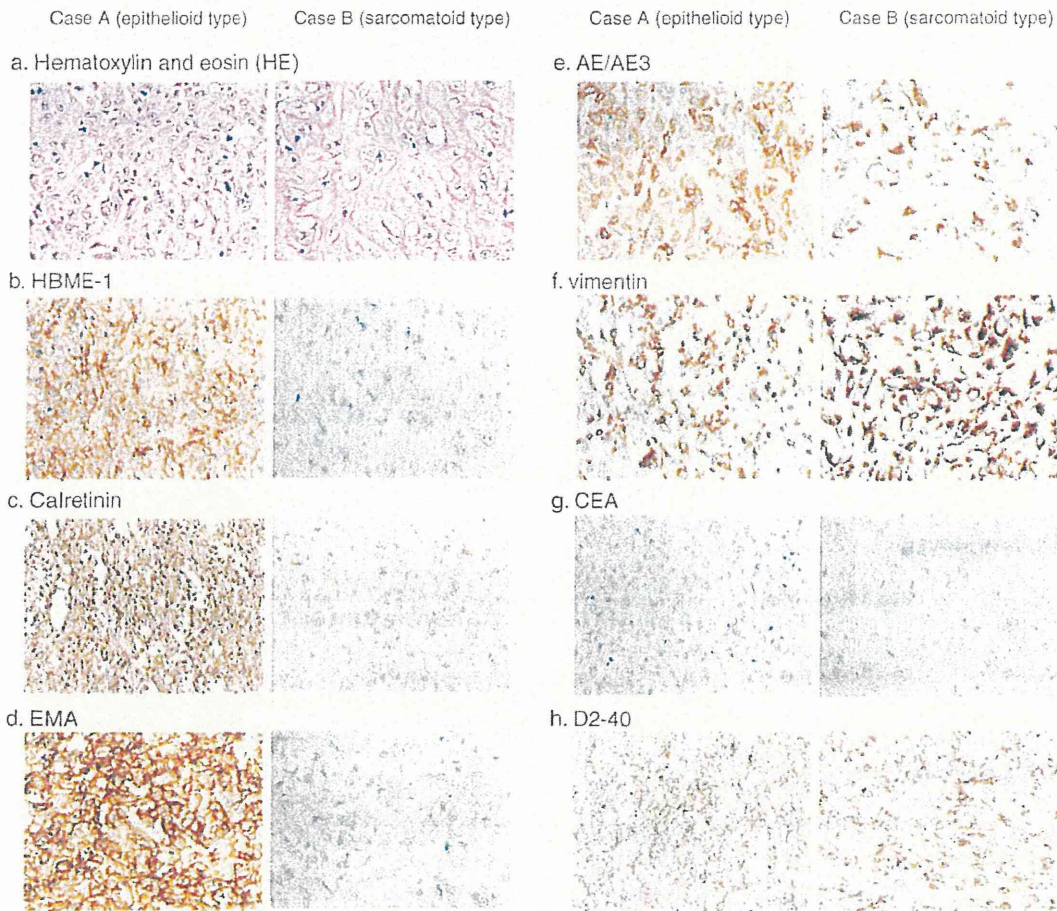 Case A (epithelioid type) Case B (sarcomatoid type)
a. Hematoxylin and eosin (HE)
b. HBME-1
c. Calretinin
d. EMA
Case A (epithelioid type) Case B (sarcomatoid type)
e. AE/AE3
f. vimentin
g. CEA
h. D2-40